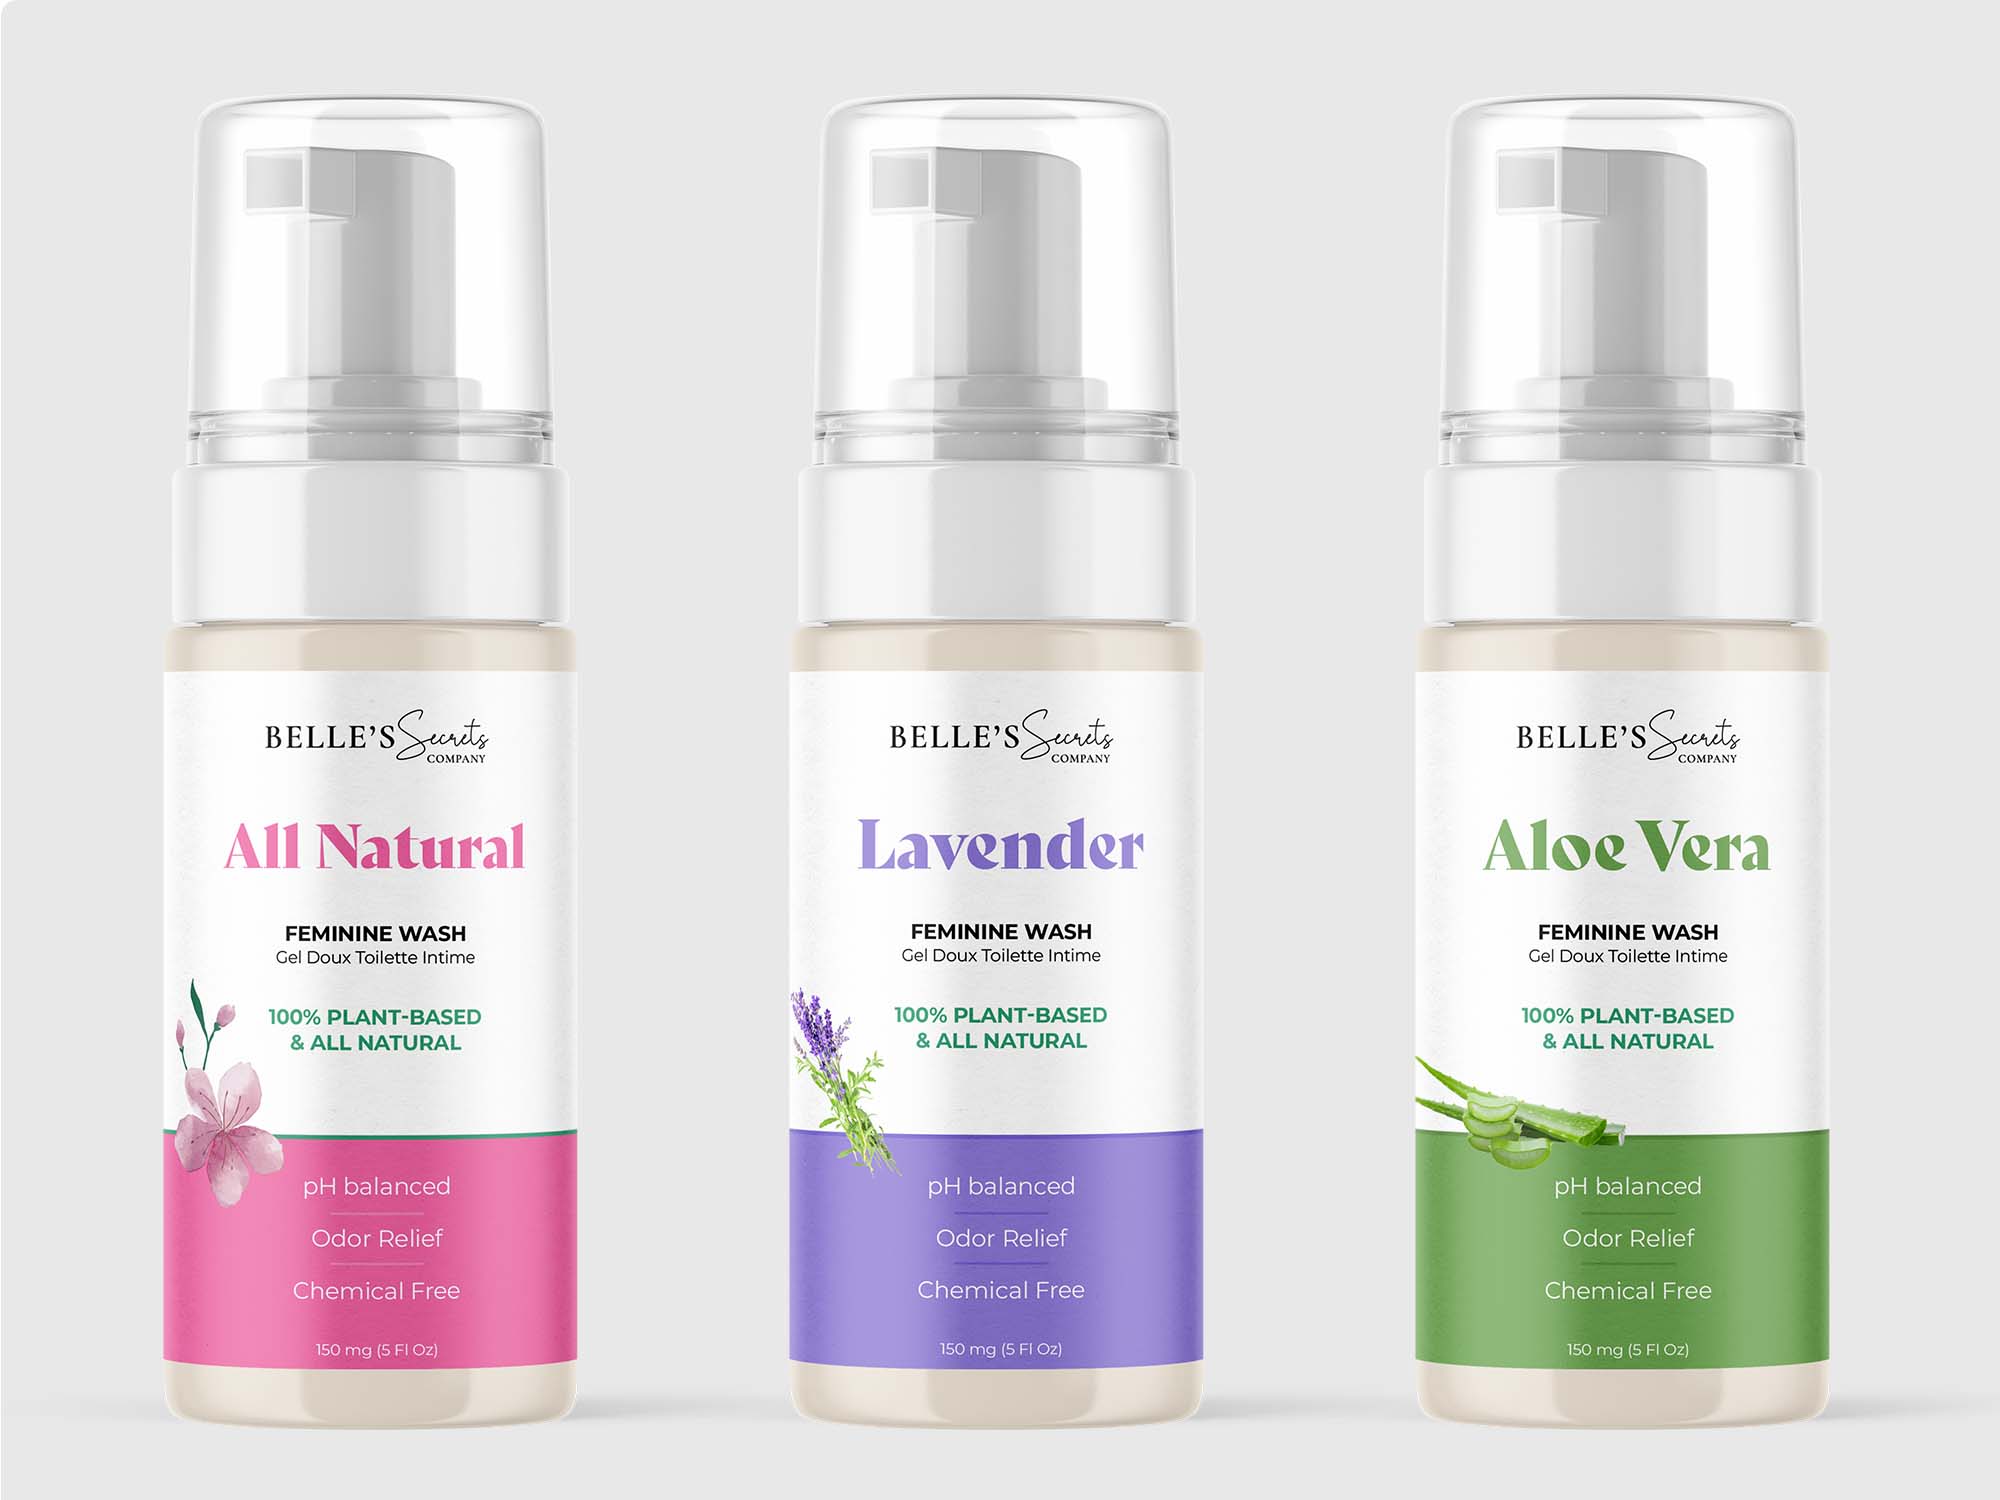 BELLE'S Secrets
COMPANY
All Natural
FEMININE WASH
Gel Doux Toilette Intime
100% PLANT-BASED
& ALL NATURAL
pH balanced
Odor Relief
Chemical Free
150 mg (5 Fl Oz)
BELLE'S Secrets
COMPANY
Lavender
FEMININE WASH
Gel Doux Toilette Intime
100% PLANT-BASED
& ALL NATURAL
pH balanced
Odor Relief
Chemical Free
150 mg (5 Fl Oz)
BELLE'S Secrets
COMPANY
Aloe Vera
FEMININE WASH
Gel Doux Toilette Intime
100% PLANT-BASED
& ALL NATURAL
pH balanced
Odor Relief
Chemical Free
150 mg (5 Fl Oz)